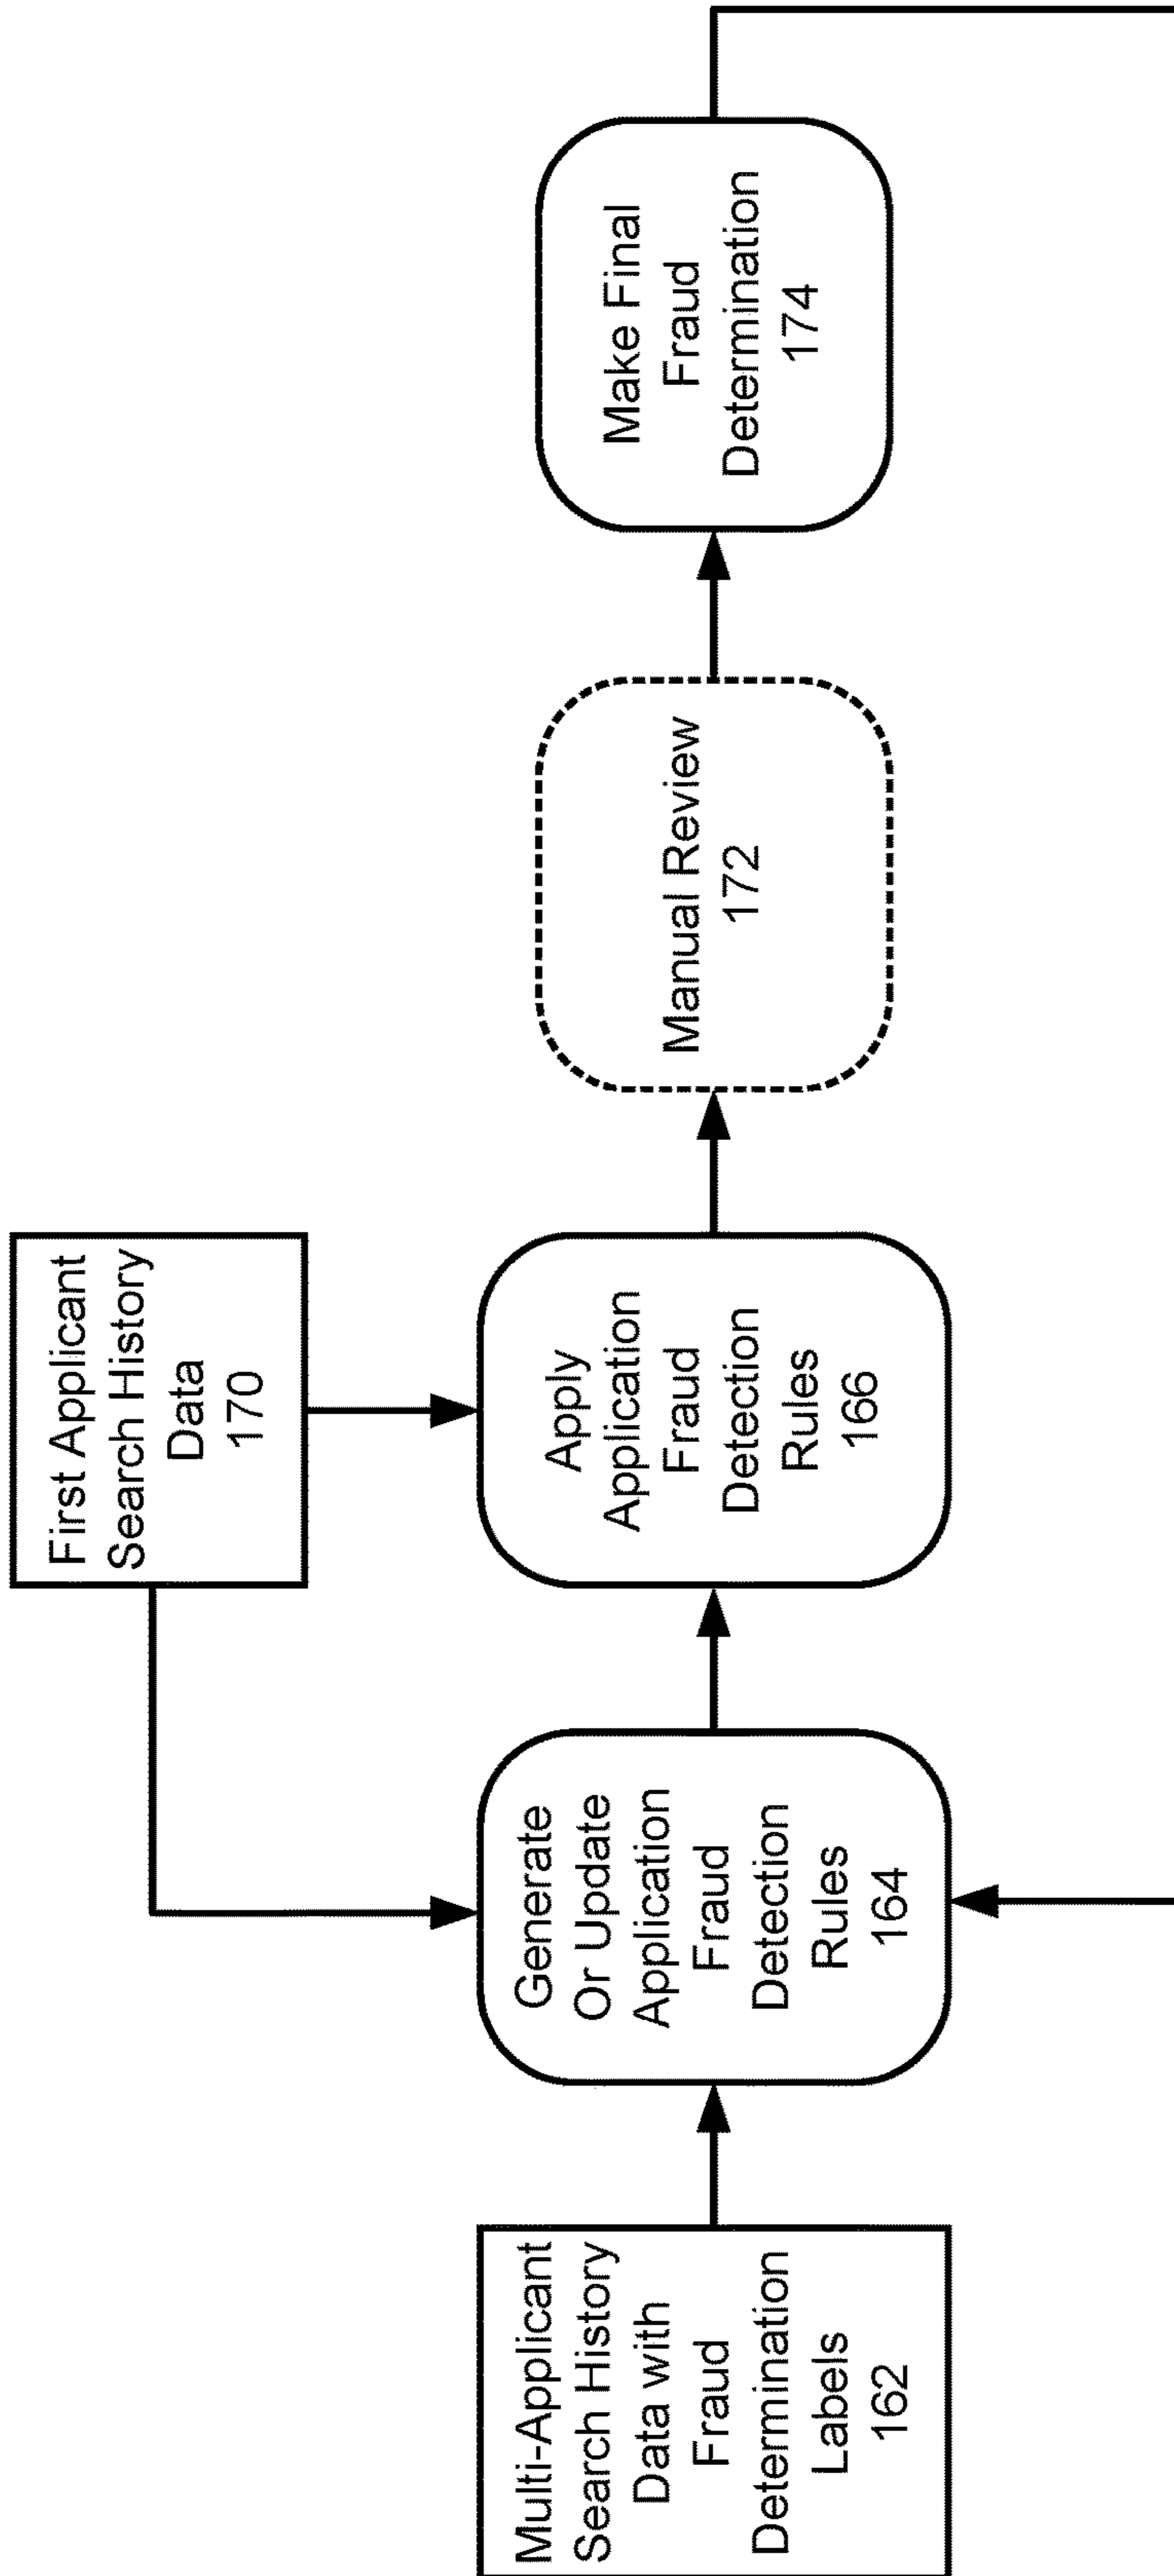 First Applicant
Search History
Data
170
Multi-Applicant
Search History
Data with
Fraud
Determination
Labels
162
Generate
Or Update
Application
Fraud
Detection
Rules
164
Apply
Application
Fraud
Detection
Rules
166
Manual Review
172
Make Final
Fraud
Determination
174